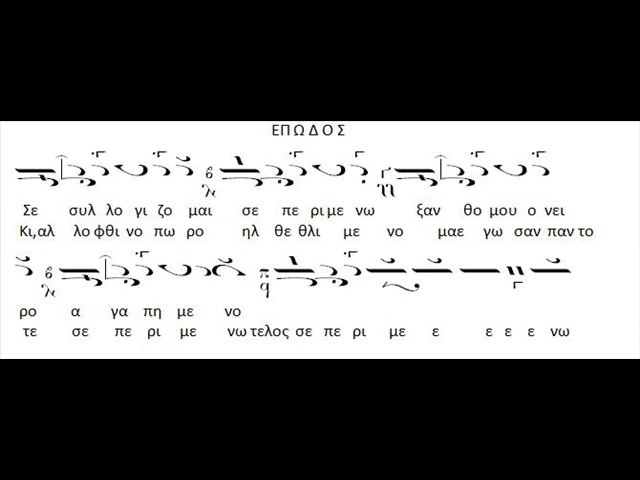 ΕΠΩΔΟΣ
Σε συλ λο γι ζο μαι σε πε ρι με νω ξαν θο μου ο νει
Κι,αλ λο φθι νο πω ρο ηλ θε θλι με νο μαε γω σαν παν το
ρο α γα πη με νο
τε σε πε ρι με νω τελος σε πε ρι με ε ε ε ε νω